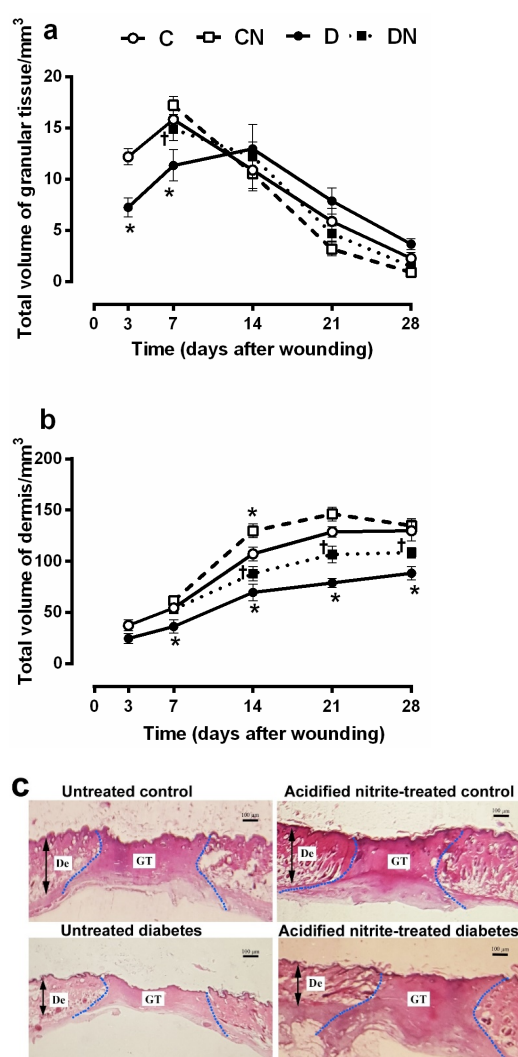 a
C CN D DN
Total volume of granular tissue/mm³
20
15
10
5
0
†
*
*
0 3 7 14 21 28
Time (days after wounding)
b
Total volume of dermis/mm³
200
150
100
50
0
*
† † †
* * * *
0 3 7 14 21 28
Time (days after wounding)
c
Untreated control
Acidified nitrite-treated control
100 μm
100 μm
De GT
De GT
Untreated diabetes
Acidified nitrite-treated diabetes
100 μm
100 μm
De GT
De GT